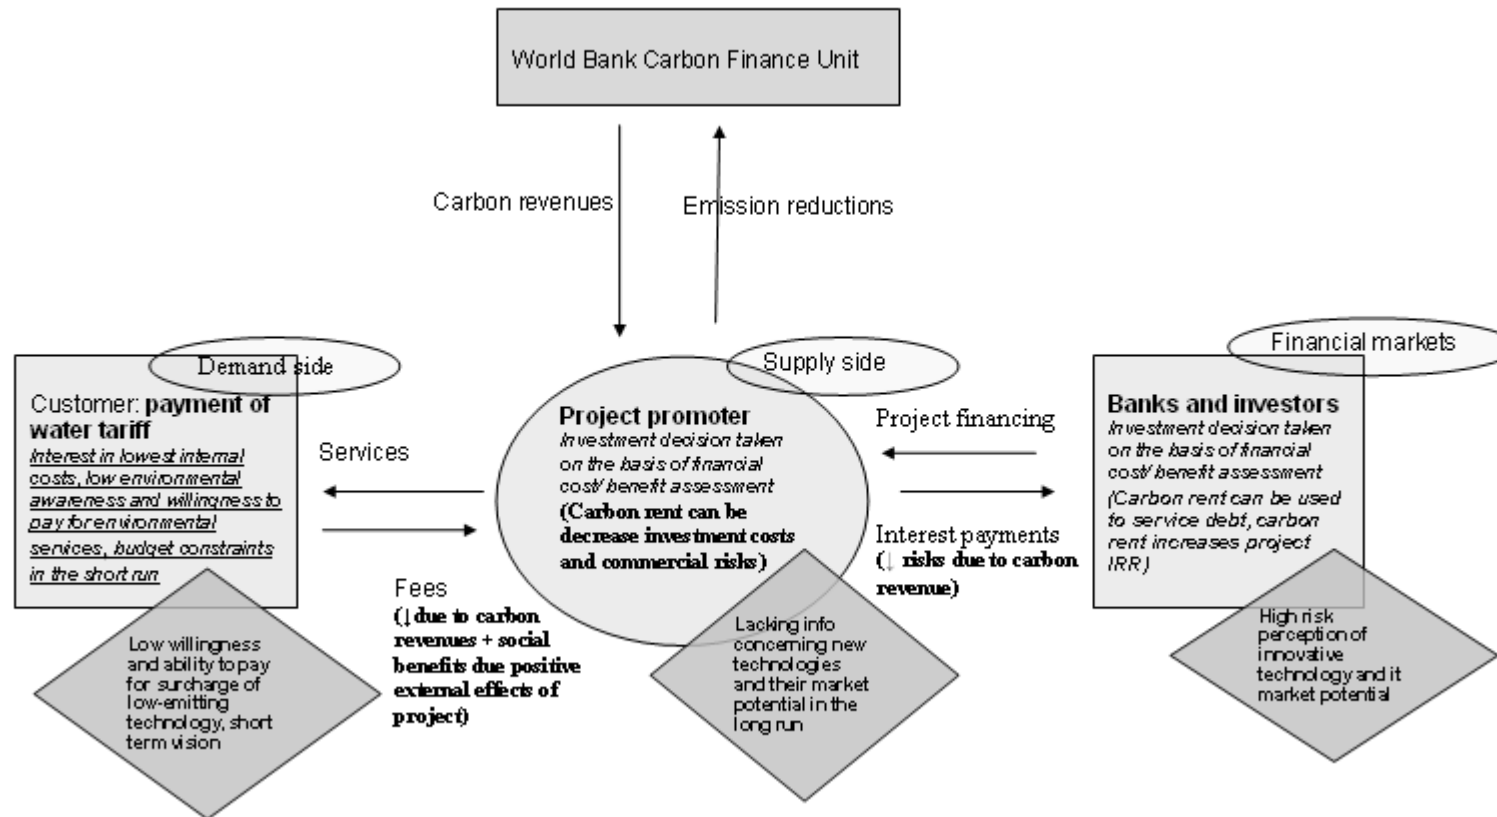 World Bank Carbon Finance Unit
Carbon revenues
Emission reductions
Demand side
Customer: payment of
water tariff
Interest in lowest internal
costs, low environmental
awareness and willingness to
pay for environmental
services, budget constraints
in the short run
Low willingness
and ability to pay
for surcharge of
low-emitting
technology, short
term vision
Services
Fees
(↓due to carbon
revenues + social
benefits due positive
external effects of
project)
Supply side
Project promoter
Investment decision taken
on the basis of financial
cost/ benefit assessment
(Carbon rent can be
decrease investment costs
and commercial risks)
Lacking info
concerning new
technologies
and their market
potential in the
long run
Project financing
Interest payments
(↓ risks due to carbon
revenue)
Financial markets
Banks and investors
Investment decision taken
on the basis of financial
cost/ benefit assessment
(Carbon rent can be used
to service debt, carbon
rent increases project
IRR)
High risk
perception of
innovative
technology and it
market potential